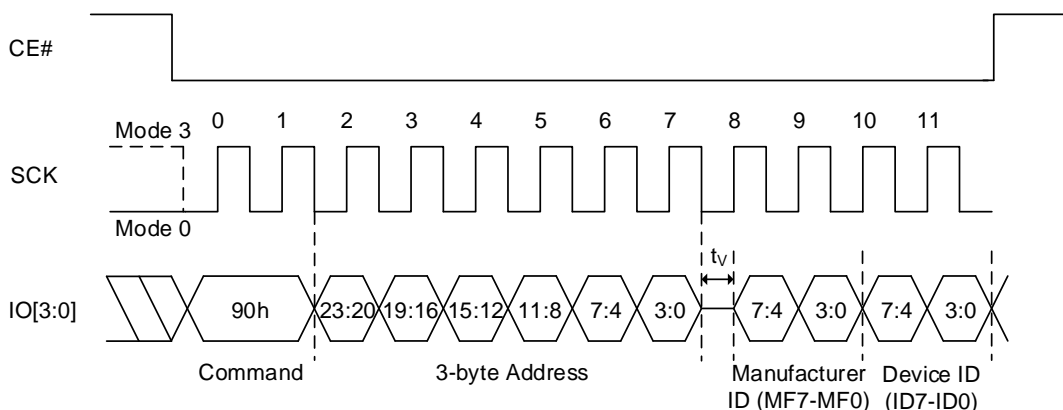 CE#
0 1 2 3 4 5 6 7 8 9 10 11
Mode 3
SCK
Mode 0
tV
IO[3:0] 90h 23:20 19:16 15:12 11:8 7:4 3:0 7:4 3:0 7:4 3:0
Command 3-byte Address Manufacturer Device ID
ID (MF7-MF0) (ID7-ID0)